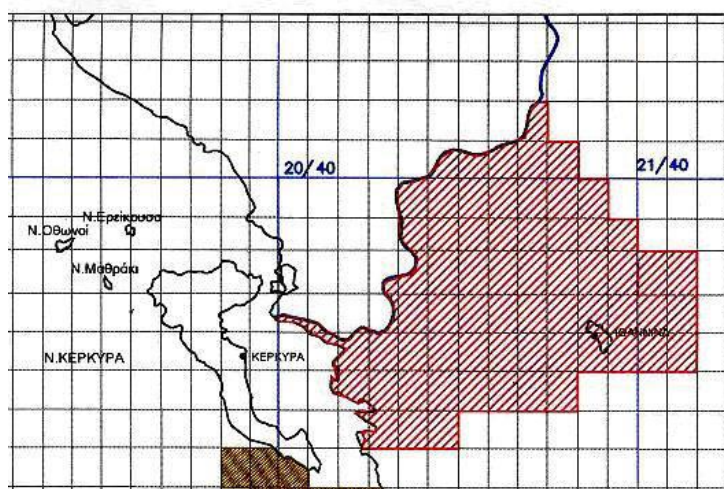 20/40
21/40
Ν.Ερείκουσα
Ν.Οθωνοί
Ν.Μαθράκι
ΙΩΑΝΝΙΝΑ
Ν.ΚΕΡΚΥΡΑ
ΚΕΡΚΥΡΑ